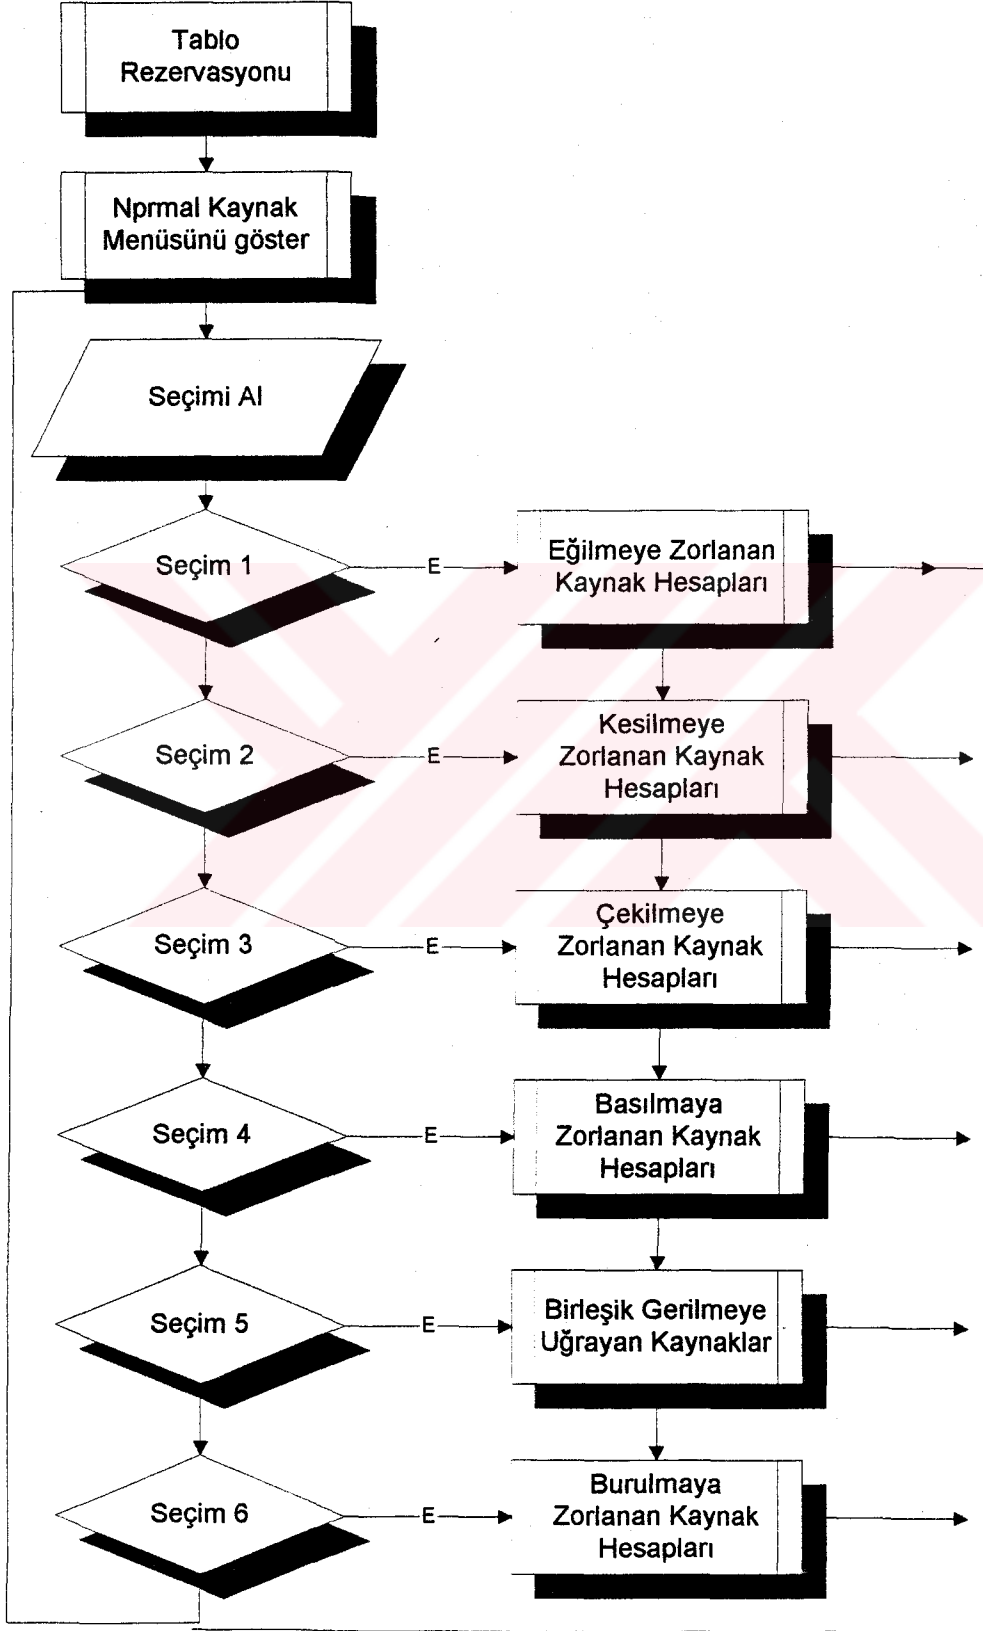 Tablo
Rezervasyonu
Nprmal Kaynak
Menüsünü göster
Seçimi Al
Seçim 1
E
Eğilmeye Zorlanan
Kaynak Hesapları
Seçim 2
E
Kesilmeye
Zorlanan Kaynak
Hesapları
Seçim 3
E
Çekilmeye
Zorlanan Kaynak
Hesapları
Seçim 4
E
Basılmaya
Zorlanan Kaynak
Hesapları
Seçim 5
E
Birleşik Gerilmeye
Uğrayan Kaynaklar
Seçim 6
E
Burulmaya
Zorlanan Kaynak
Hesapları